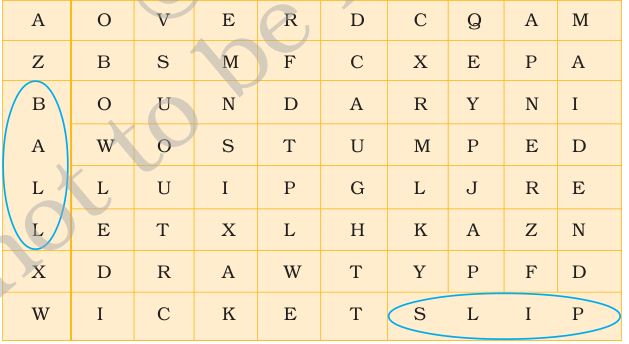 A O V E R D C Q A M
Z B S M F C X E P A
B O U N D A R Y N I
A W O S T U M P E D
L L U I P G L J R E
L E T X L H K A Z N
X D R A W T Y P F D
W I C K E T S L I P
not to be